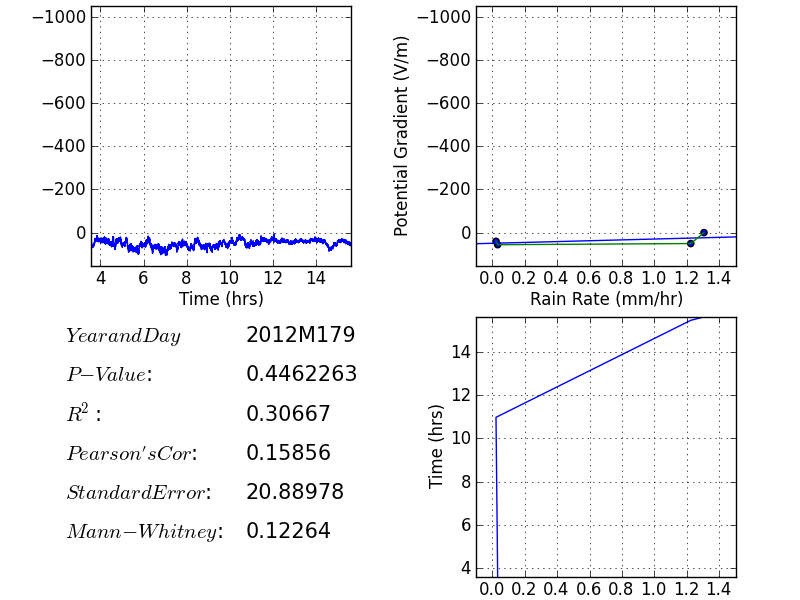 −1000
−800
−600
−400
−200
0
4 6 8 10 12 14
Time (hrs)
Potential Gradient (V/m)
−1000
−800
−600
−400
−200
0
0.0 0.2 0.4 0.6 0.8 1.0 1.2 1.4
Rain Rate (mm/hr)
YearandDay 2012M179
P−Value: 0.4462263
R² : 0.30667
Pearson'sCor: 0.15856
StandardError: 20.88978
Mann−Whitney: 0.12264
Time (hrs)
14
12
10
8
6
4
0.0 0.2 0.4 0.6 0.8 1.0 1.2 1.4